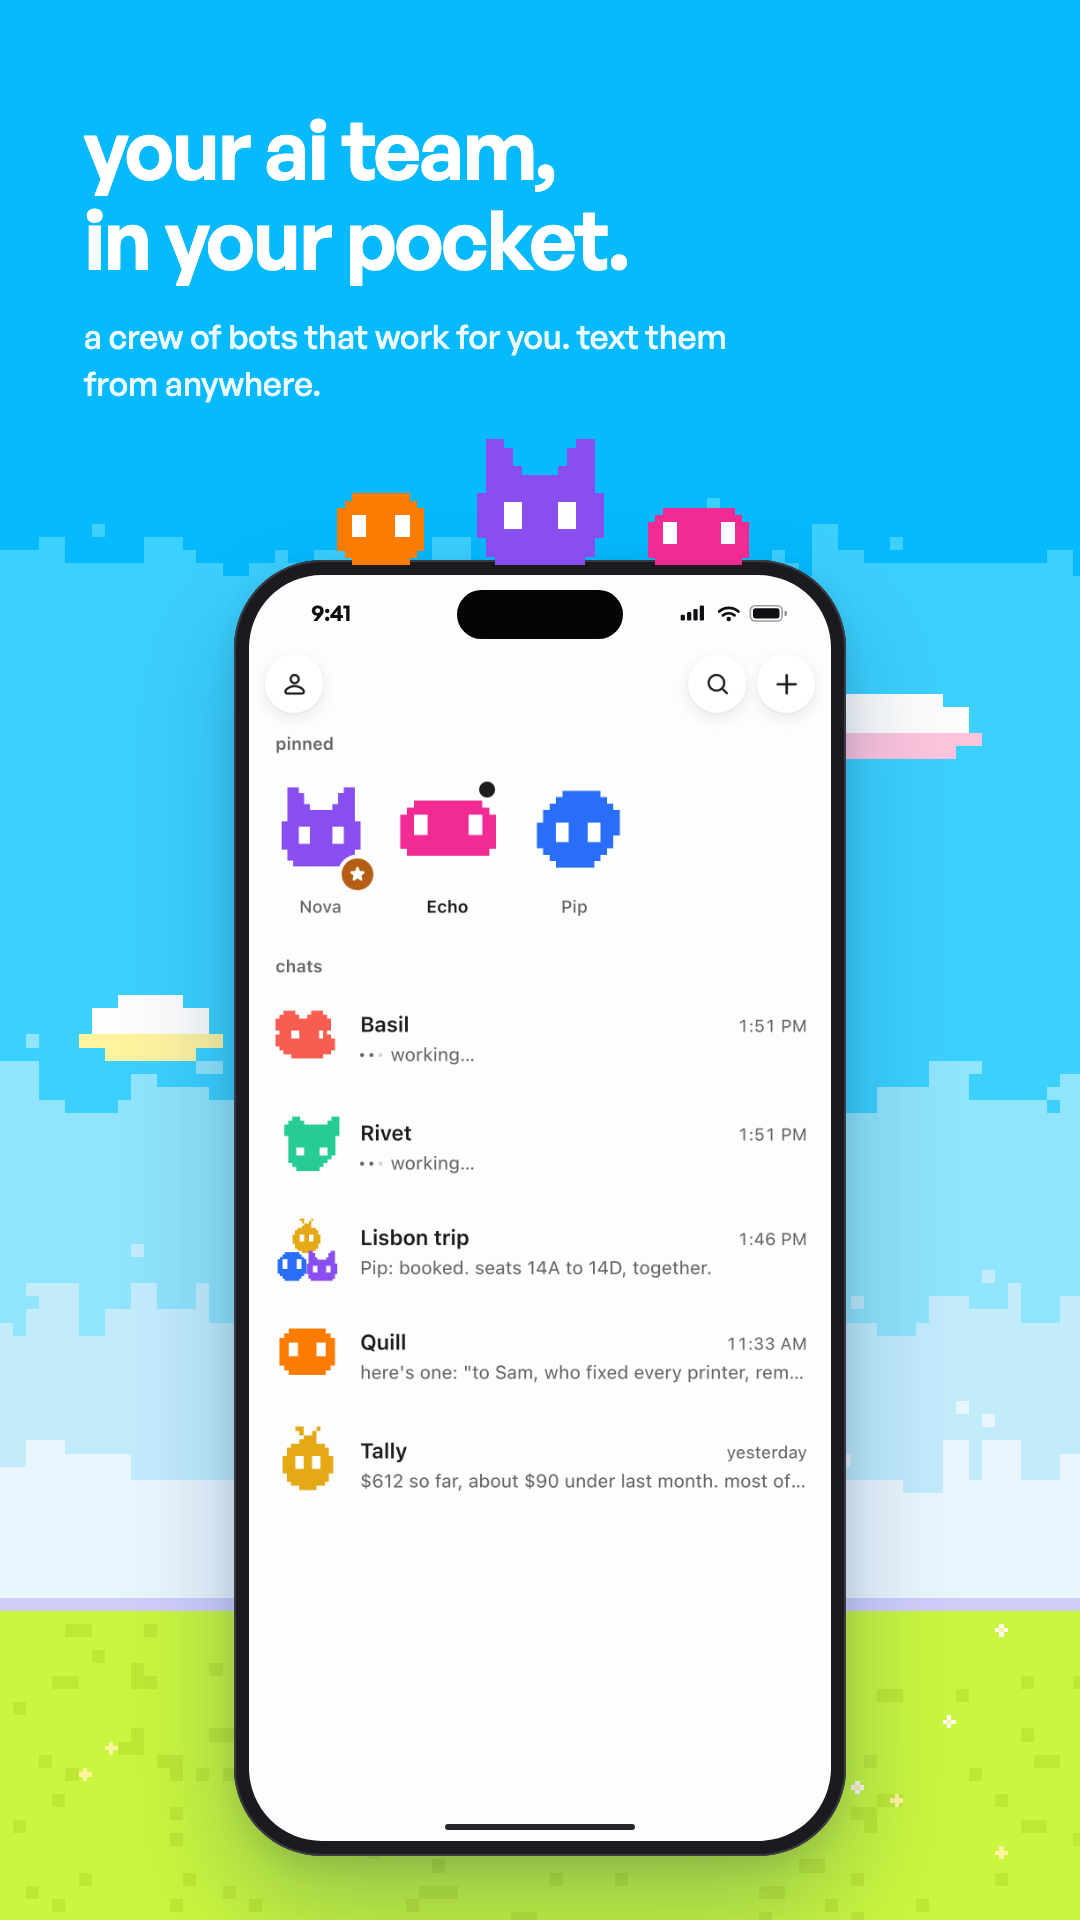 your ai team,
in your pocket.
a crew of bots that work for you. text them
from anywhere.
9:41
pinned
Nova
Echo
Pip
chats
Basil
1:51 PM
working...
Rivet
1:51 PM
working...
Lisbon trip
1:46 PM
Pip: booked. seats 14A to 14D, together.
Quill
11:33 AM
here's one: "to Sam, who fixed every printer, rem...
Tally
yesterday
$612 so far, about $90 under last month. most of...